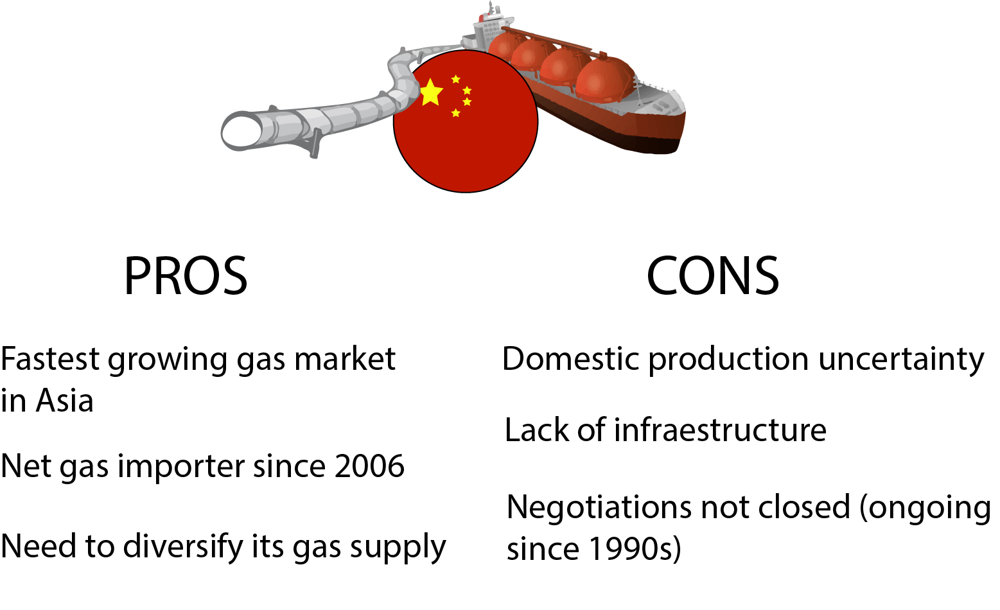 PROS
CONS
Fastest growing gas market
in Asia
Net gas importer since 2006
Need to diversify its gas supply
Domestic production uncertainty
Lack of infraestructure
Negotiations not closed (ongoing
since 1990s)